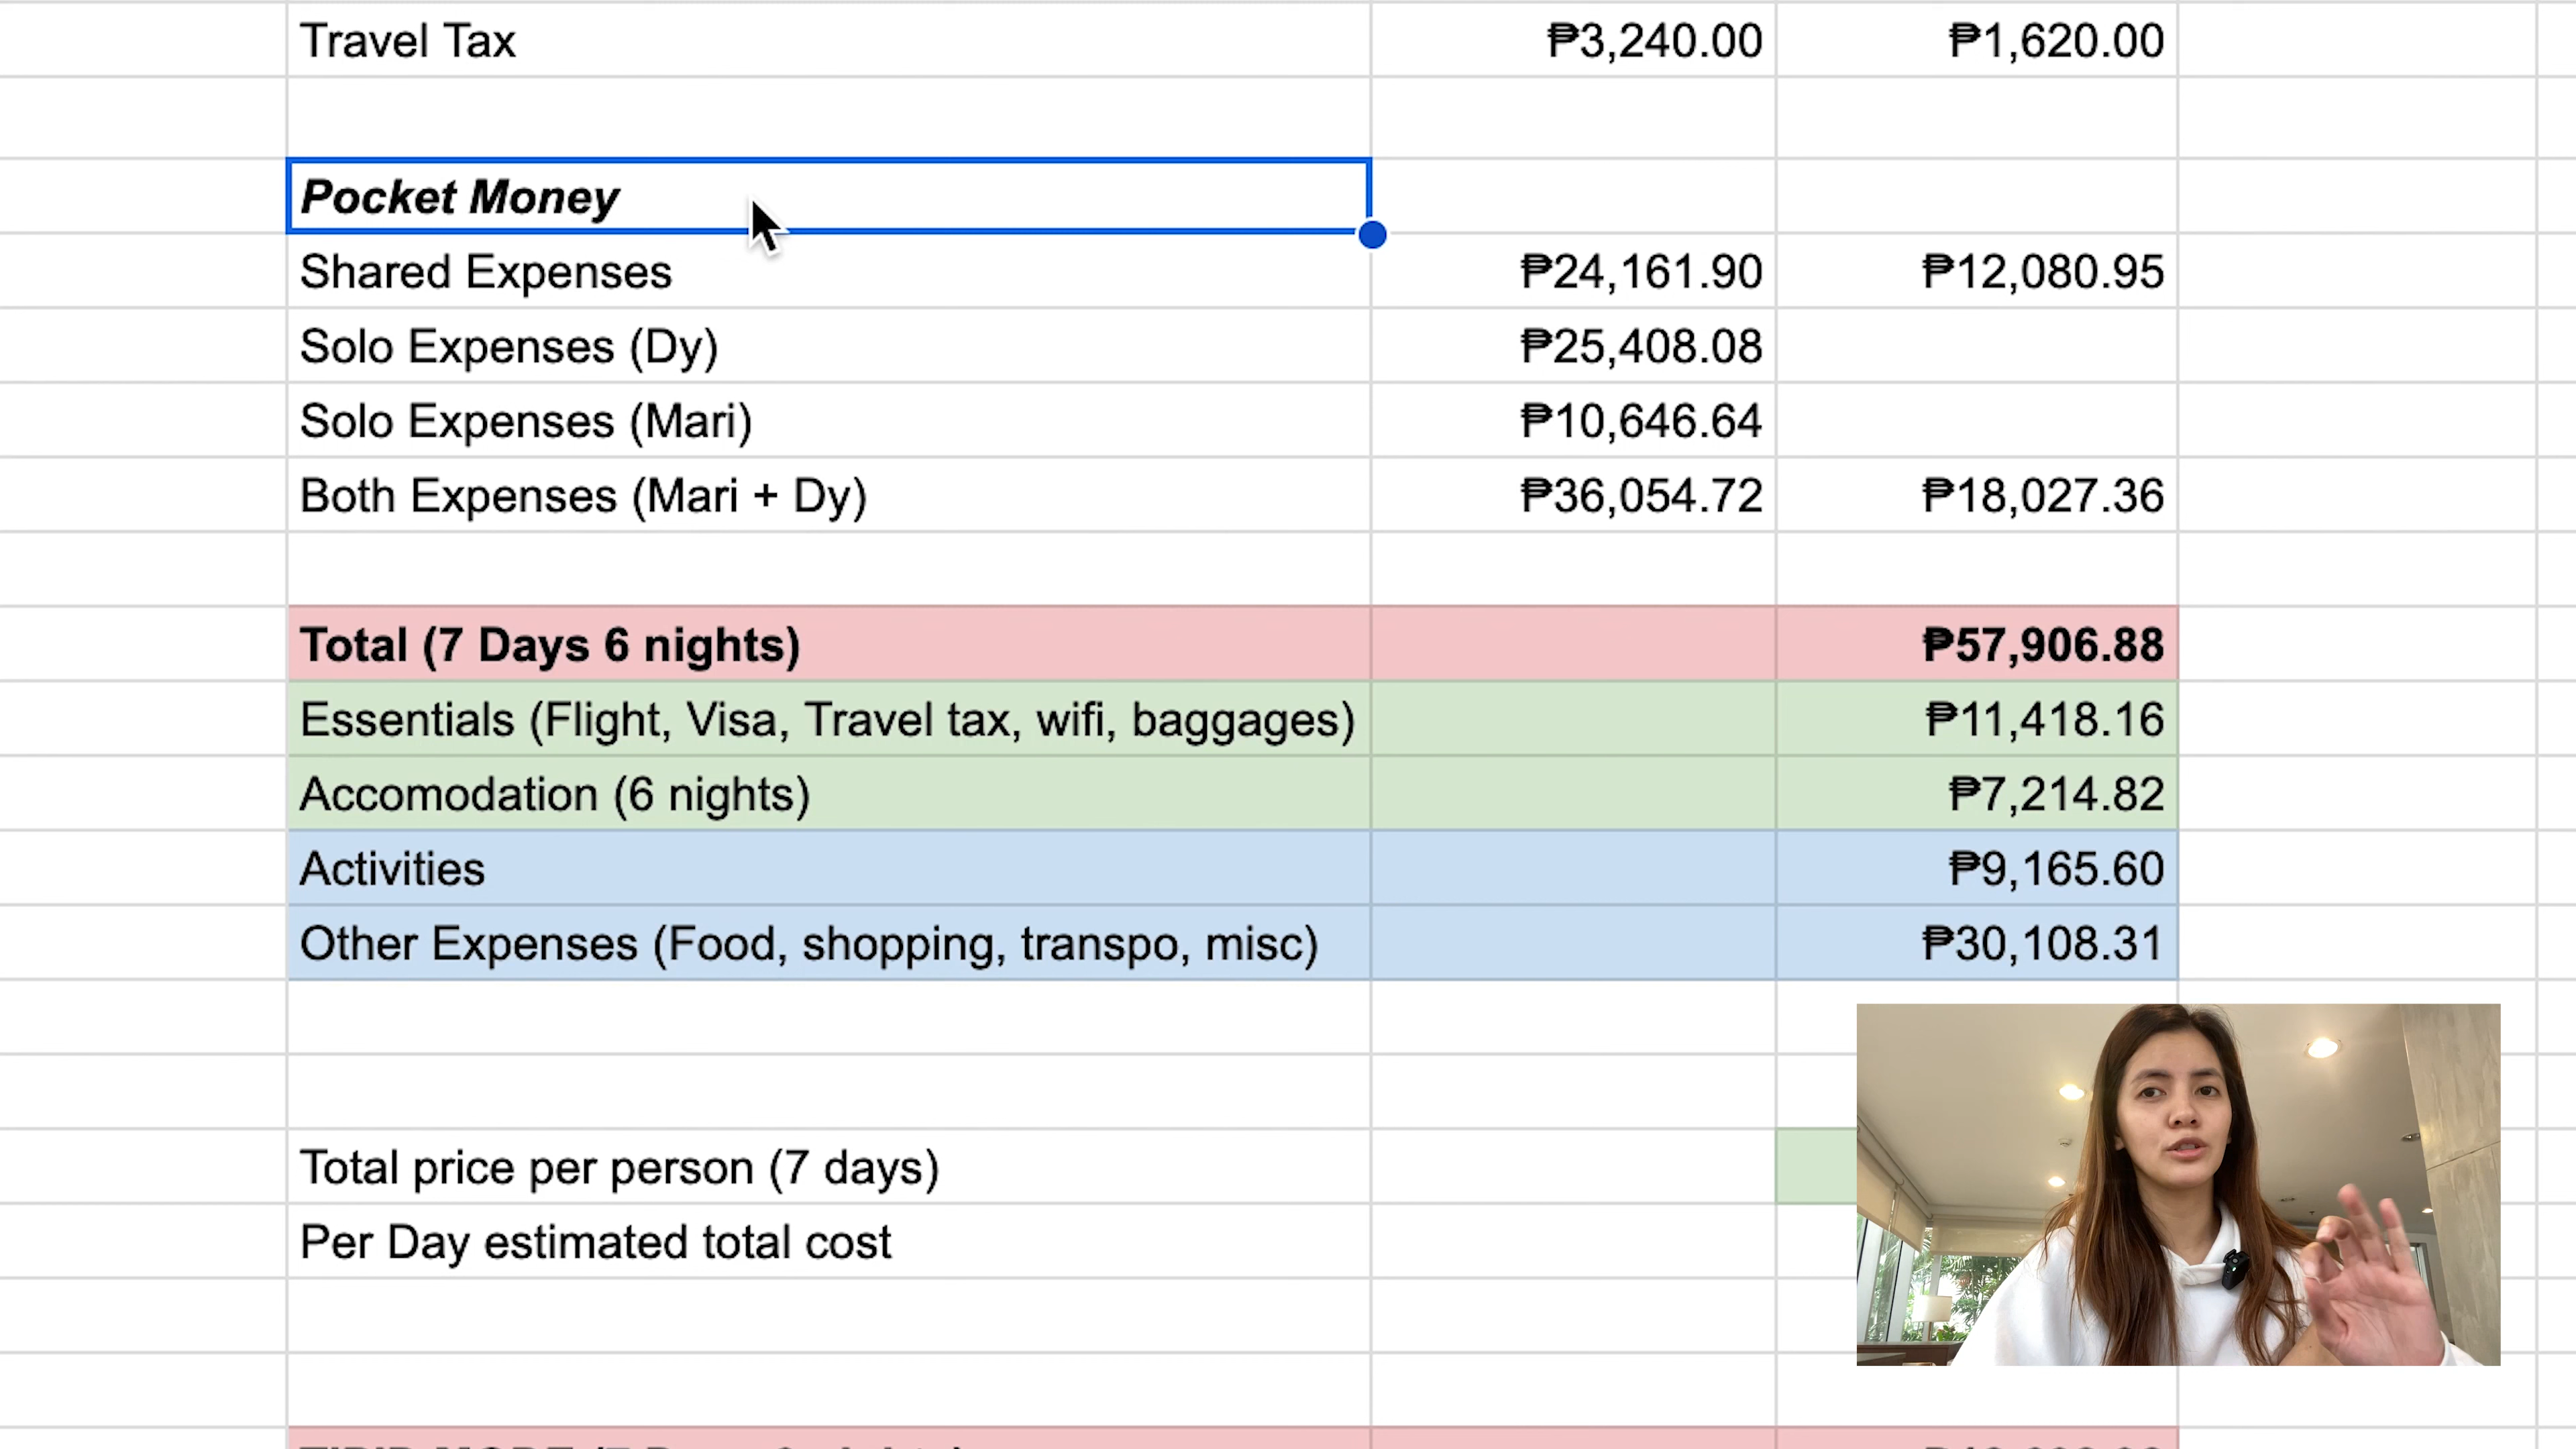 Travel Tax ₱3,240.00 ₱1,620.00
Pocket Money
Shared Expenses ₱24,161.90 ₱12,080.95
Solo Expenses (Dy) ₱25,408.08
Solo Expenses (Mari) ₱10,646.64
Both Expenses (Mari + Dy) ₱36,054.72 ₱18,027.36
Total (7 Days 6 nights) ₱57,906.88
Essentials (Flight, Visa, Travel tax, wifi, baggages) ₱11,418.16
Accomodation (6 nights) ₱7,214.82
Activities ₱9,165.60
Other Expenses (Food, shopping, transpo, misc) ₱30,108.31
Total price per person (7 days)
Per Day estimated total cost